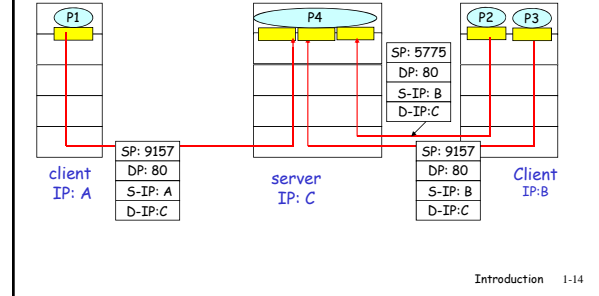 P1
P4
P2
P3
SP: 5775
DP: 80
S-IP: B
D-IP:C
SP: 9157
DP: 80
S-IP: A
D-IP:C
SP: 9157
DP: 80
S-IP: B
D-IP:C
client
IP: A
server
IP: C
Client
IP:B
Introduction 1-14